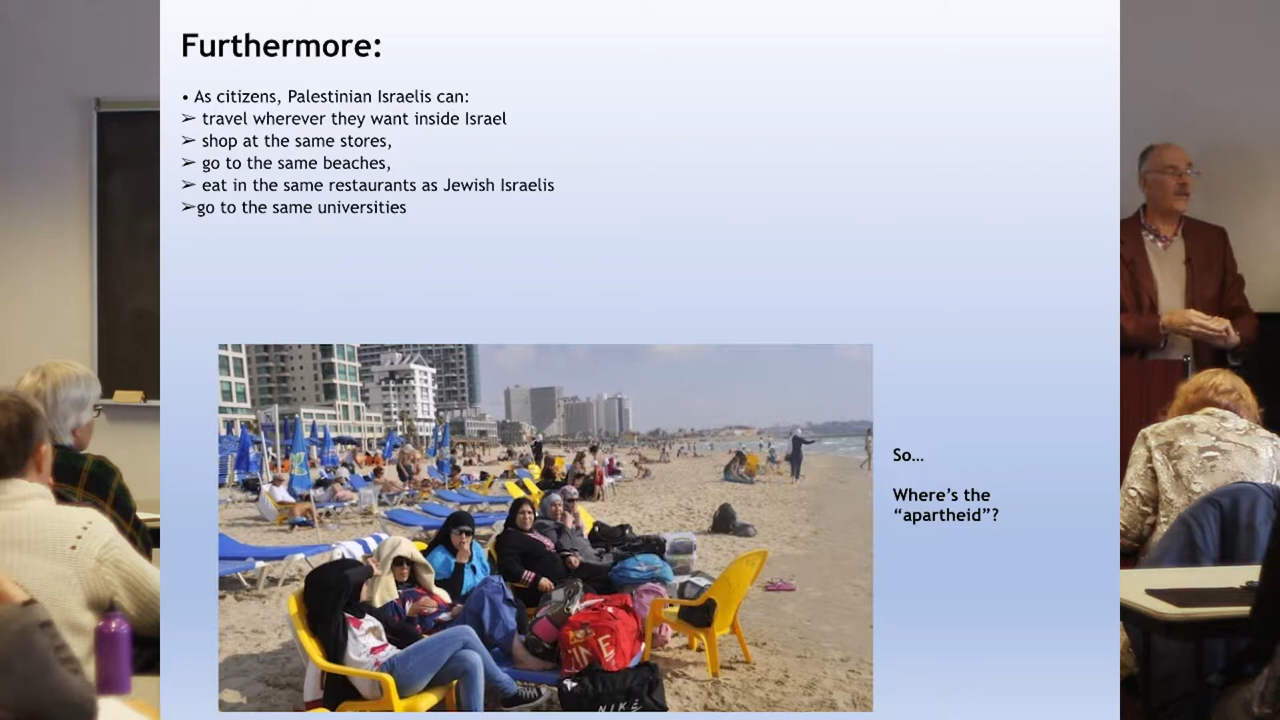 Furthermore:
• As citizens, Palestinian Israelis can:
➢ travel wherever they want inside Israel
➢ shop at the same stores,
➢ go to the same beaches,
➢ eat in the same restaurants as Jewish Israelis
➢go to the same universities
So…
Where’s the
“apartheid”?
NIKE